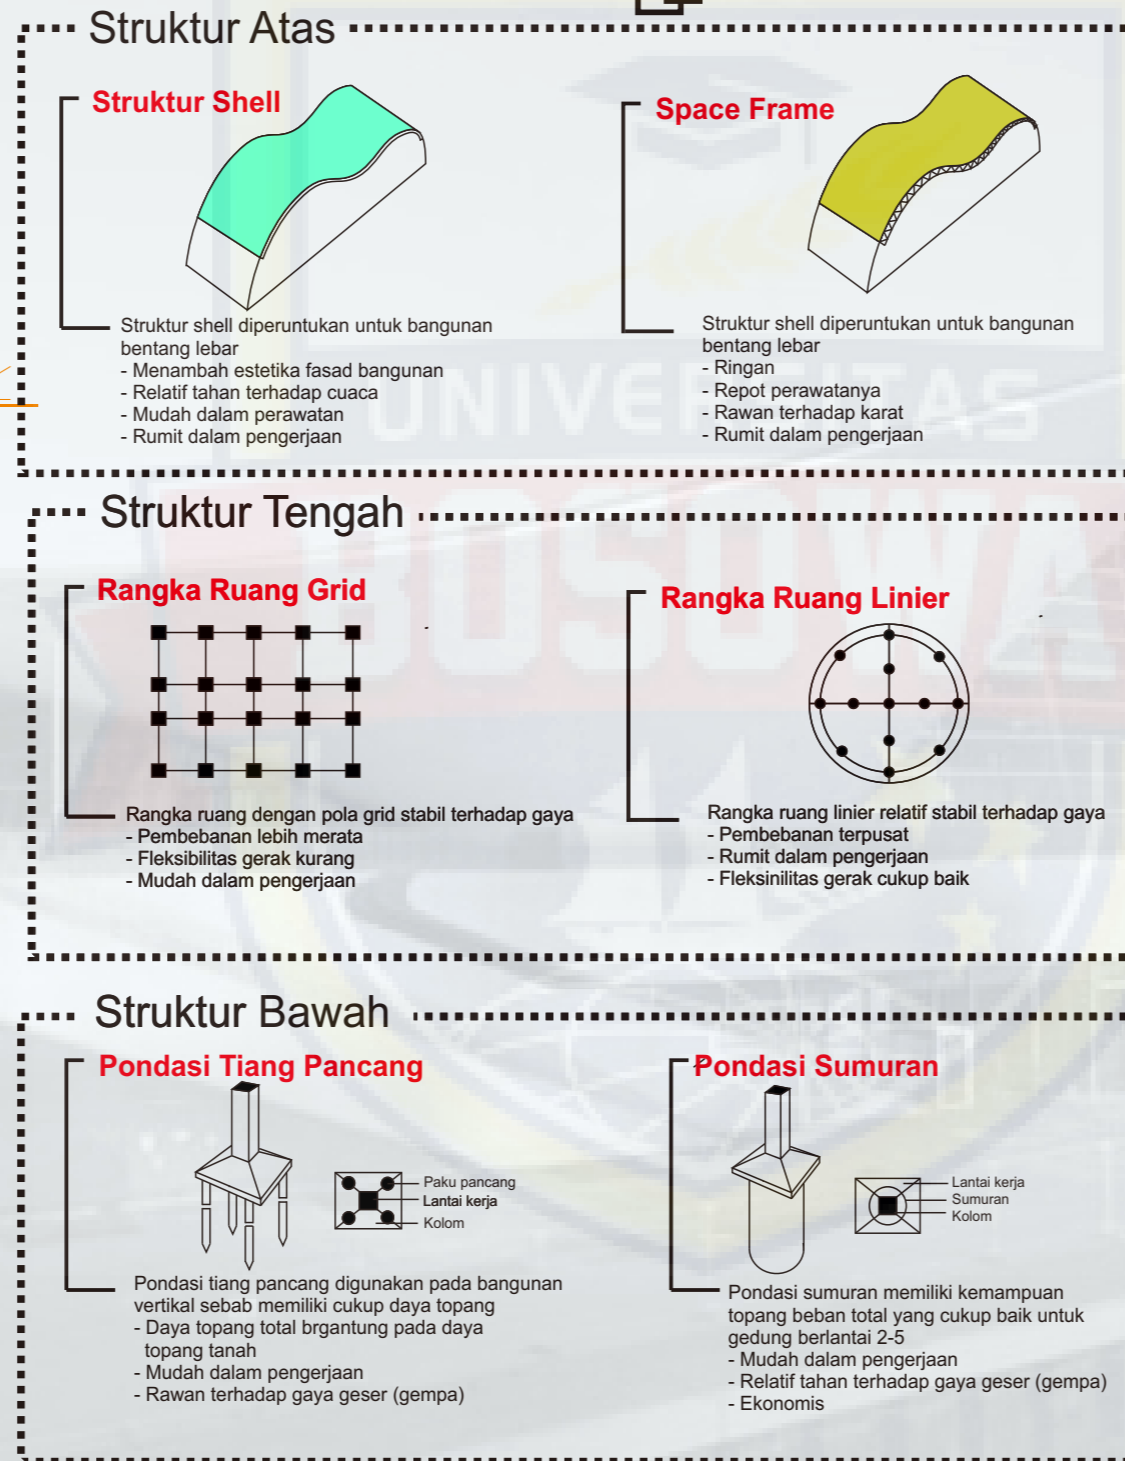 Struktur Atas
Struktur Shell
Struktur shell diperuntukan untuk bangunan
bentang lebar
- Menambah estetika fasad bangunan
- Relatif tahan terhadap cuaca
- Mudah dalam perawatan
- Rumit dalam pengerjaan
Space Frame
Struktur shell diperuntukan untuk bangunan
bentang lebar
- Ringan
- Repot perawatanya
- Rawan terhadap karat
- Rumit dalam pengerjaan
UNIVERSITAS
BOSOWA
Struktur Tengah
Rangka Ruang Grid
Rangka ruang dengan pola grid stabil terhadap gaya
- Pembebanan lebih merata
- Fleksibilitas gerak kurang
- Mudah dalam pengerjaan
Rangka Ruang Linier
Rangka ruang linier relatif stabil terhadap gaya
- Pembebanan terpusat
- Rumit dalam pengerjaan
- Fleksinilitas gerak cukup baik
Struktur Bawah
Pondasi Tiang Pancang
Paku pancang
Lantai kerja
Kolom
Pondasi tiang pancang digunakan pada bangunan
vertikal sebab memiliki cukup daya topang
- Daya topang total brgantung pada daya
topang tanah
- Mudah dalam pengerjaan
- Rawan terhadap gaya geser (gempa)
Pondasi Sumuran
Lantai kerja
Sumuran
Kolom
Pondasi sumuran memiliki kemampuan
topang beban total yang cukup baik untuk
gedung berlantai 2-5
- Mudah dalam pengerjaan
- Relatif tahan terhadap gaya geser (gempa)
- Ekonomis